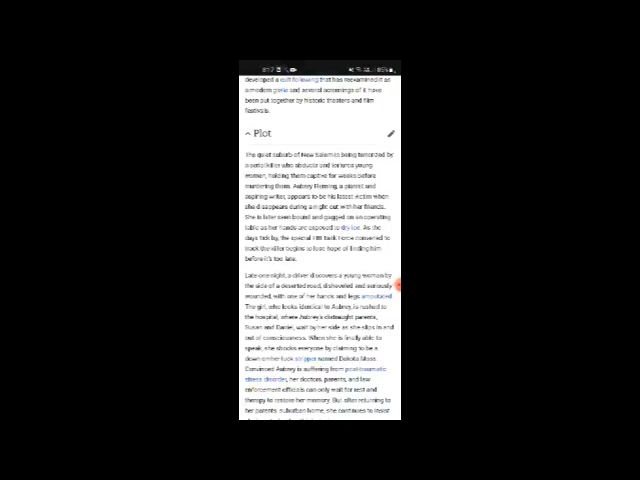 developed a cult following that has reexamined it as
a modern giallo and several screenings of it have
been put together by historic theaters and film
festivals.
Plot
The quiet suburb of New Salem is being terrorized by
a serial killer who abducts and tortures young
women, holding them captive for weeks before
murdering them. Aubrey Fleming, a pianist and
aspiring writer, appears to be his latest victim when
she disappears during a night out with her friends.
She is later seen bound and gagged on an operating
table as her hands are exposed to dry ice. As the
days tick by, the special FBI Task Force convened to
track the killer begins to lose hope of finding him
before it's too late.
Late one night, a driver discovers a young woman by
the side of a deserted road, disheveled and seriously
wounded, with one of her hands and legs amputated.
The girl, who looks identical to Aubrey, is rushed to
the hospital, where Aubrey's distraught parents,
Susan and Daniel, wait by her side as she slips in and
out of consciousness. When she is finally able to
speak, she shocks everyone by claiming to be a
down-on-her-luck stripper named Dakota Moss.
Convinced Aubrey is suffering from post-traumatic
stress disorder, her doctors, parents, and law
enforcement officials can only wait for rest and
therapy to restore her memory. But after returning to
her parents' suburban home, she continues to insist